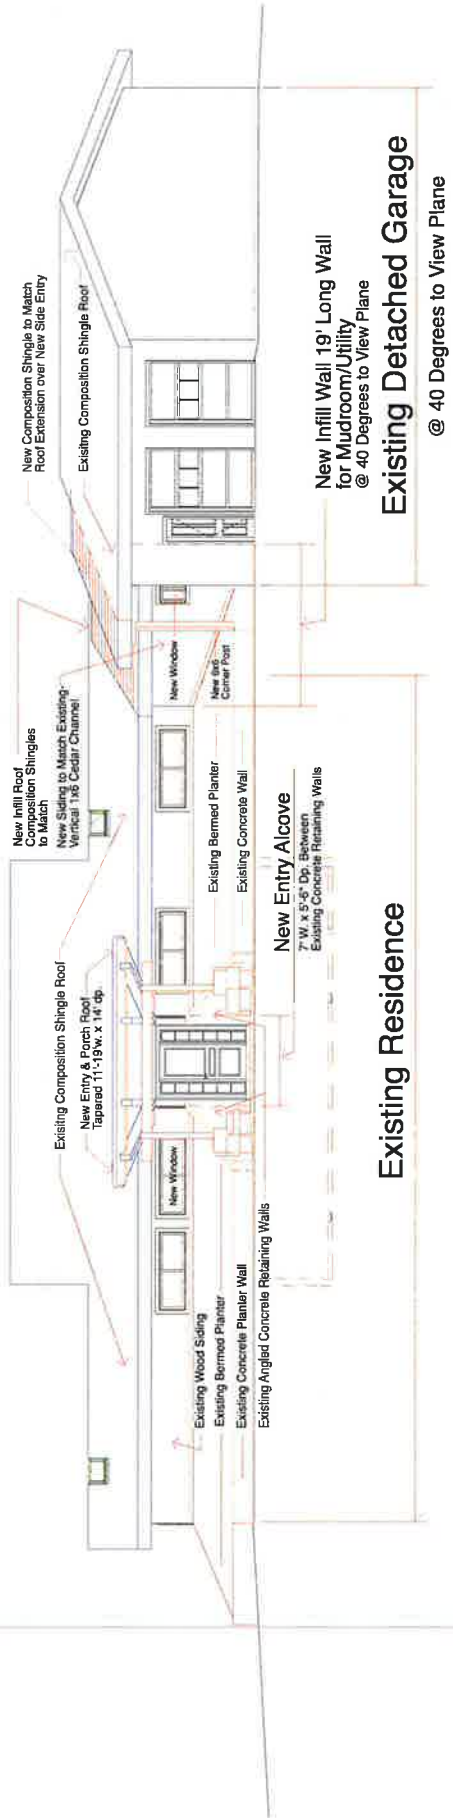 New Composition Shingle to Match
Roof Extension over New Side Entry
Existing Composition Shingle Roof
New Infill Roof
Composition Shingles
to Match
New Siding to Match Existing-
Vertical 1x6 Cedar Channel
Exisitng Composition Shingle Roof
New Entry & Porch Roof
Tapered 11'-19'w. x 14' dp.
New Window
New Window
New 6x6
Corner Post
Existing Wood Siding
Existing Bermed Planter
Existing Concrete Planter Wall
Existing Angled Concrete Retaining Walls
Existing Bermed Planter
Existing Concrete Wall
New Entry Alcove
7' W. x 5'-6" Dp. Between
Existing Concrete Retaining Walls
New Infill Wall 19' Long Wall
for Mudroom/Utility
@ 40 Degrees to View Plane
Existing Residence
Existing Detached Garage
@ 40 Degrees to View Plane